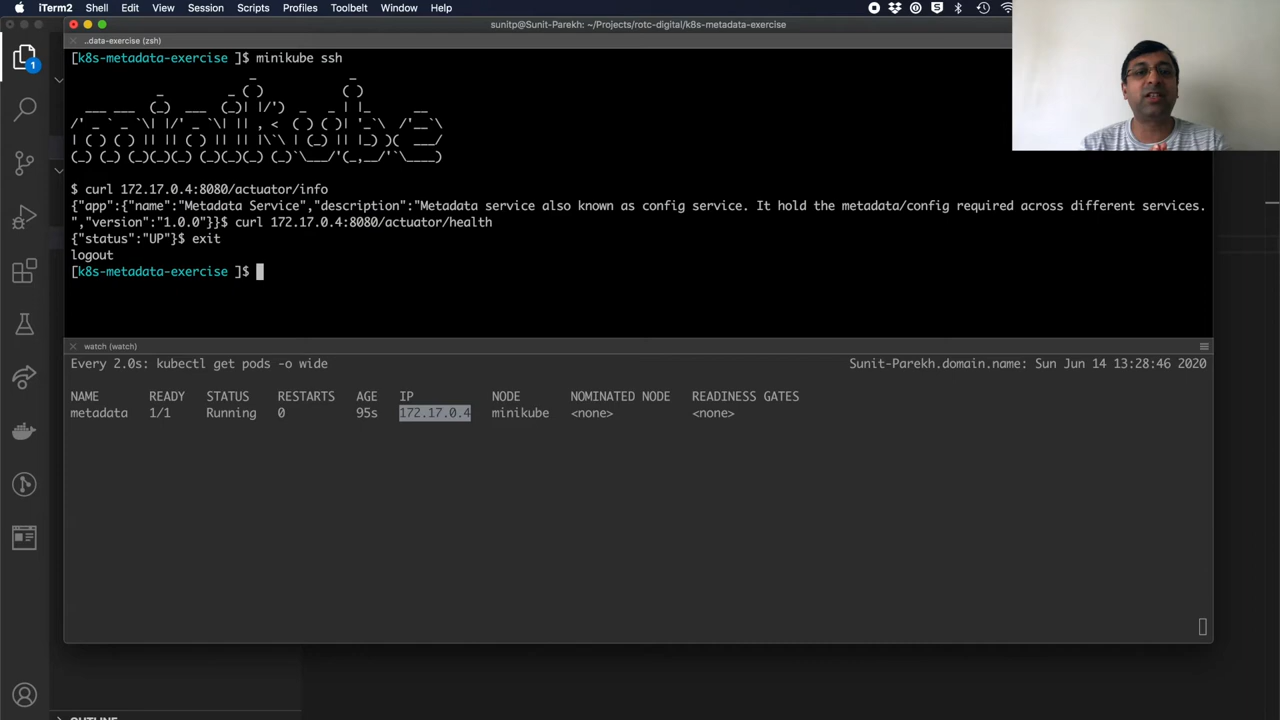 iTerm2 Shell Edit View Session Scripts Profiles Toolbelt Window Help
sunitp@Sunit-Parekh: ~/Projects/rotc-digital/k8s-metadata-exercise
..data-exercise (zsh)
[k8s-metadata-exercise ]$ minikube ssh
minikube
$ curl 172.17.0.4:8080/actuator/info
{"app":{"name":"Metadata Service","description":"Metadata service also known as config service. It hold the metadata/config required across different services.
","version":"1.0.0"}}$ curl 172.17.0.4:8080/actuator/health
{"status":"UP"}$ exit
logout
[k8s-metadata-exercise ]$
watch (watch)
Every 2.0s: kubectl get pods -o wide Sunit-Parekh.domain.name: Sun Jun 14 13:28:46 2020
NAME READY STATUS RESTARTS AGE IP NODE NOMINATED NODE READINESS GATES
metadata 1/1 Running 0 95s 172.17.0.4 minikube <none> <none>
1
OUTLINE